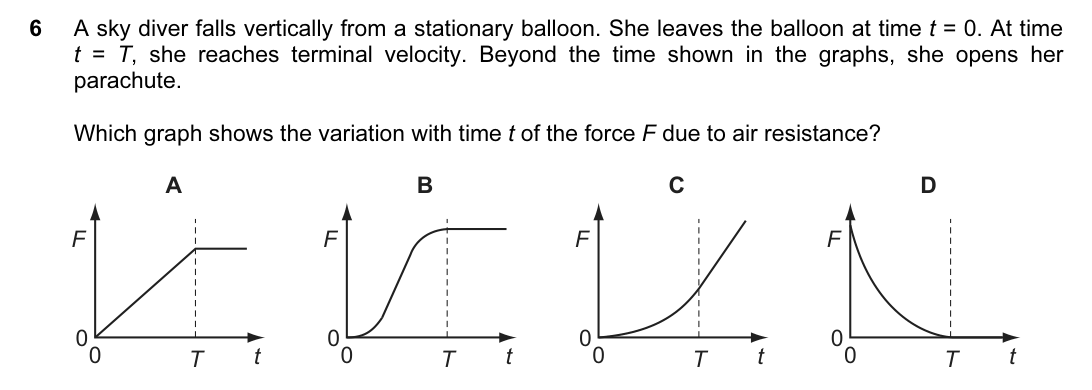 6 A sky diver falls vertically from a stationary balloon. She leaves the balloon at time t = 0. At time
t = T, she reaches terminal velocity. Beyond the time shown in the graphs, she opens her
parachute.
Which graph shows the variation with time t of the force F due to air resistance?
A B C D
F F F F
0 0 0 0
0 T t 0 T t 0 T t 0 T t